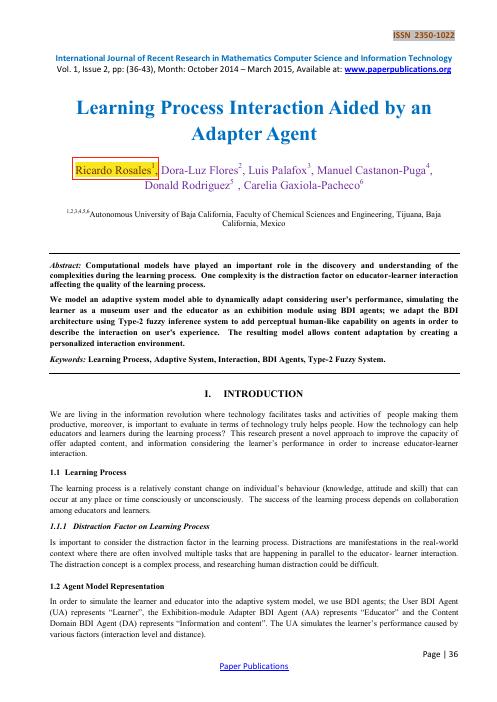 ISSN 2350-1022
International Journal of Recent Research in Mathematics Computer Science and Information Technology
Vol. 1, Issue 2, pp: (36-43), Month: October 2014 – March 2015, Available at: www.paperpublications.org
Learning Process Interaction Aided by an
Adapter Agent
Ricardo Rosales1, Dora-Luz Flores2, Luis Palafox3, Manuel Castanon-Puga4,
Donald Rodriguez5 , Carelia Gaxiola-Pacheco6
1,2,3,4,5,6Autonomous University of Baja California, Faculty of Chemical Sciences and Engineering, Tijuana, Baja
California, Mexico
Abstract: Computational models have played an important role in the discovery and understanding of the
complexities during the learning process. One complexity is the distraction factor on educator-learner interaction
affecting the quality of the learning process.
We model an adaptive system model able to dynamically adapt considering user's performance, simulating the
learner as a museum user and the educator as an exhibition module using BDI agents; we adapt the BDI
architecture using Type-2 fuzzy inference system to add perceptual human-like capability on agents in order to
describe the interaction on user's experience. The resulting model allows content adaptation by creating a
personalized interaction environment.
Keywords: Learning Process, Adaptive System, Interaction, BDI Agents, Type-2 Fuzzy System.
I. INTRODUCTION
We are living in the information revolution where technology facilitates tasks and activities of people making them
productive, moreover, is important to evaluate in terms of technology truly helps people. How the technology can help
educators and learners during the learning process? This research present a novel approach to improve the capacity of
offer adapted content, and information considering the learner's performance in order to increase educator-learner
interaction.
1.1 Learning Process
The learning process is a relatively constant change on individual's behaviour (knowledge, attitude and skill) that can
occur at any place or time consciously or unconsciously. The success of the learning process depends on collaboration
among educators and learners.
1.1.1 Distraction Factor on Learning Process
Is important to consider the distraction factor in the learning process. Distractions are manifestations in the real-world
context where there are often involved multiple tasks that are happening in parallel to the educator- learner interaction.
The distraction concept is a complex process, and researching human distraction could be difficult.
1.2 Agent Model Representation
In order to simulate the learner and educator into the adaptive system model, we use BDI agents; the User BDI Agent
(UA) represents “Learner”, the Exhibition-module Adapter BDI Agent (AA) represents “Educator” and the Content
Domain BDI Agent (DA) represents “Information and content”. The UA simulates the learner's performance caused by
various factors (interaction level and distance).
Page | 36
Paper Publications